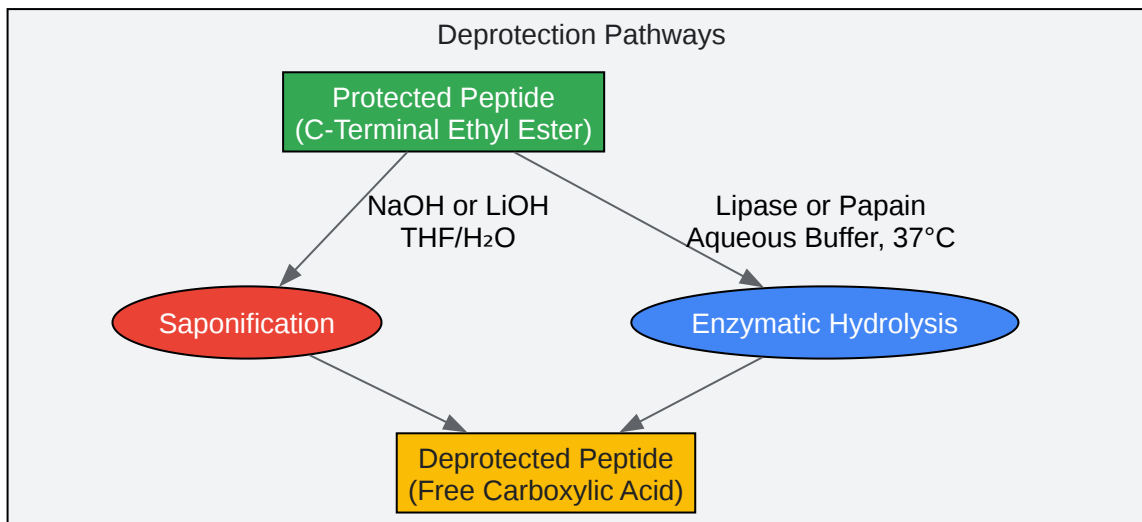 Deprotection Pathways
Protected Peptide
(C-Terminal Ethyl Ester)
NaOH or LiOH
THF/H₂O
Lipase or Papain
Aqueous Buffer, 37°C
Saponification
Enzymatic Hydrolysis
Deprotected Peptide
(Free Carboxylic Acid)